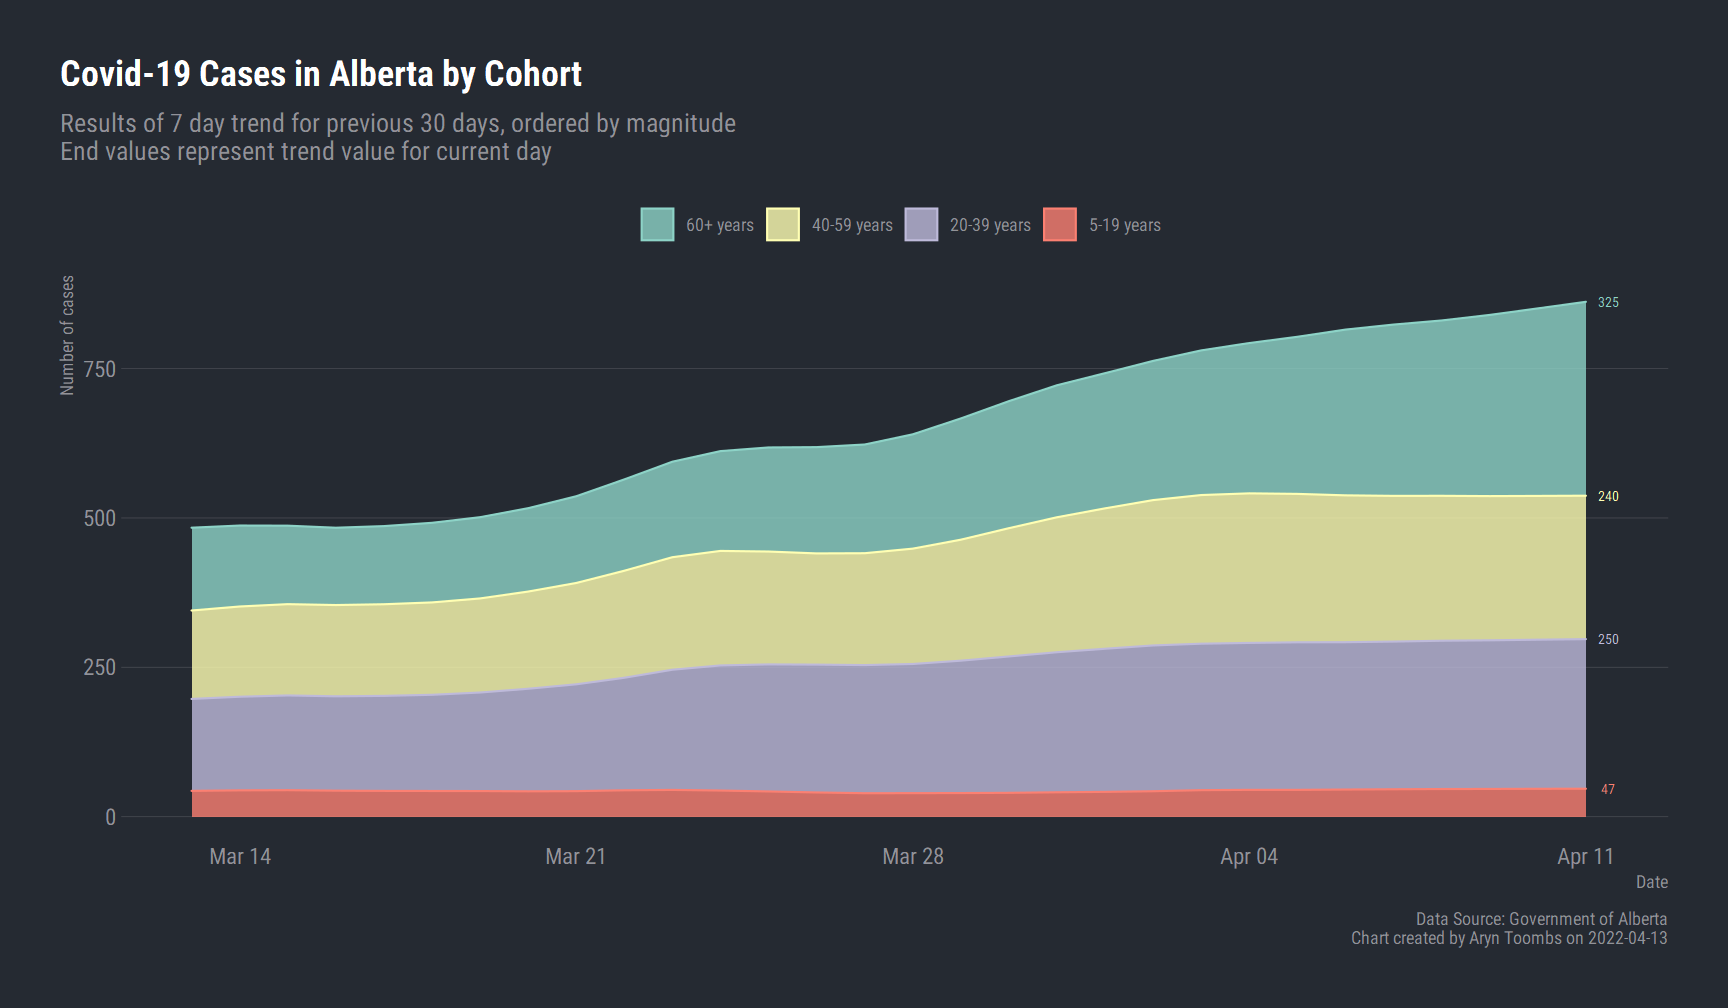 Covid-19 Cases in Alberta by Cohort
Results of 7 day trend for previous 30 days, ordered by magnitude
End values represent trend value for current day
60+ years 40-59 years 20-39 years 5-19 years
Number of cases
325
750
500
240
250
250
47
0
Mar 14 Mar 21 Mar 28 Apr 04 Apr 11
Date
Data Source: Government of Alberta
Chart created by Aryn Toombs on 2022-04-13